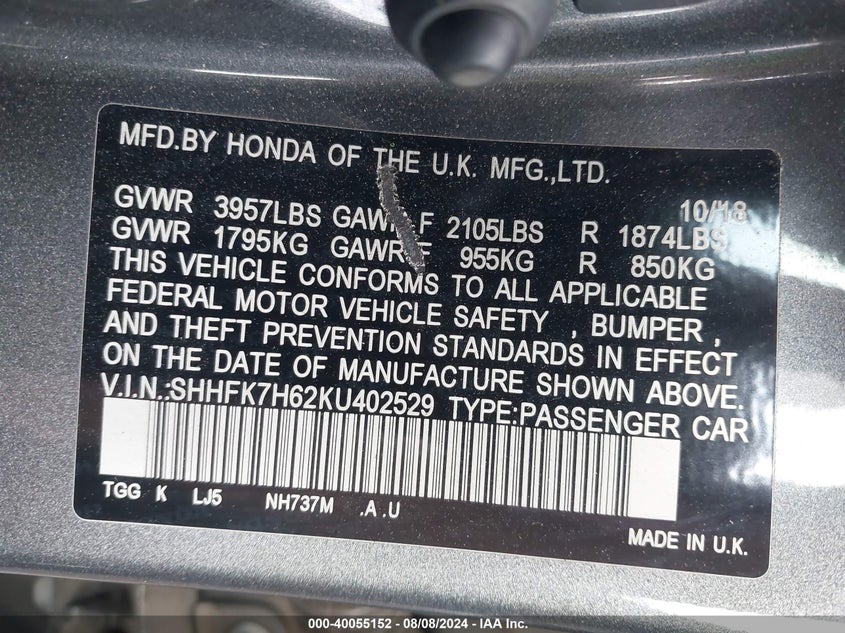 MFD.BY HONDA OF THE U.K. MFG.,LTD.
10/18
GVWR 3957LBS GAWR F 2105LBS R 1874LBS
GVWR 1795KG GAWR F 955KG R 850KG
THIS VEHICLE CONFORMS TO ALL APPLICABLE
FEDERAL MOTOR VEHICLE SAFETY , BUMPER ,
AND THEFT PREVENTION STANDARDS IN EFFECT
ON THE DATE OF MANUFACTURE SHOWN ABOVE.
V.I.N.:SHHFK7H62KU402529 TYPE:PASSENGER CAR
TGG K LJ5 NH737M .A .U
MADE IN U.K.
000-40055152 - 08/08/2024 - IAA Inc.